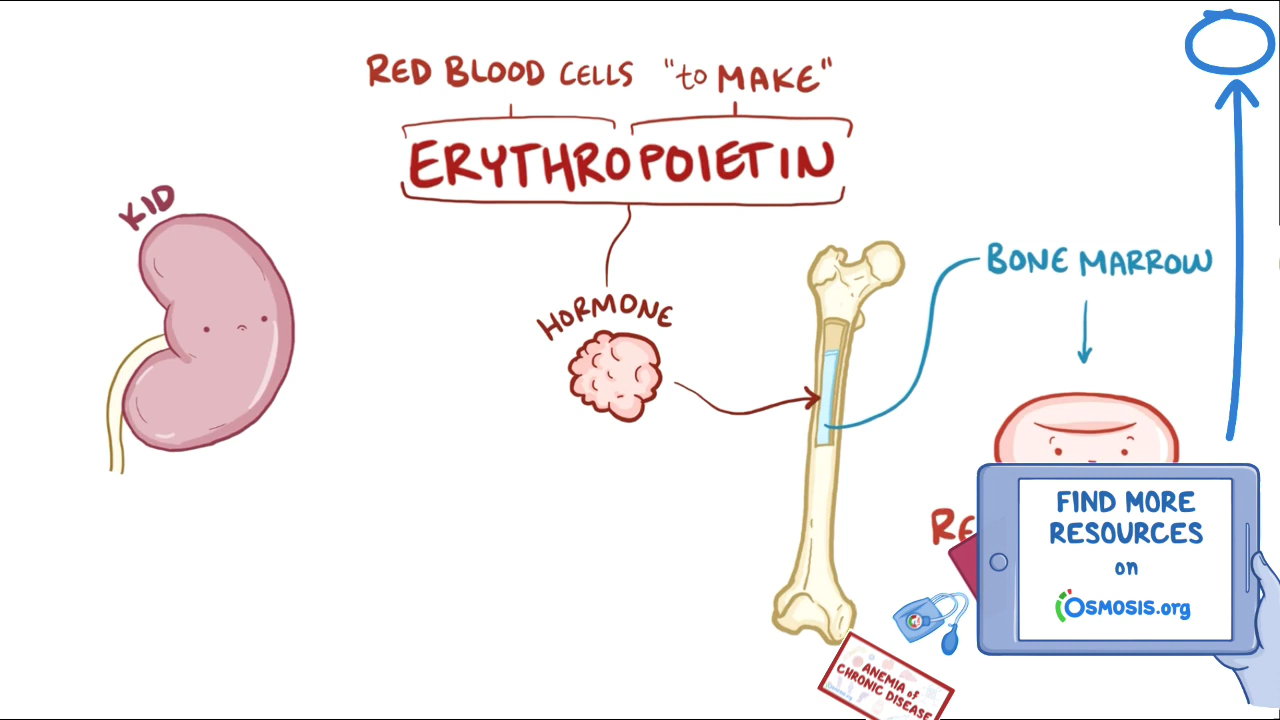 RED BLOOD CELLS "to MAKE"
ERYTHROPOIETIN
KID
HORMONE
BONE MARROW
RE
FIND MORE
RESOURCES
on
OSMOSIS.org
ANEMIA of
CHRONIC DISEASE